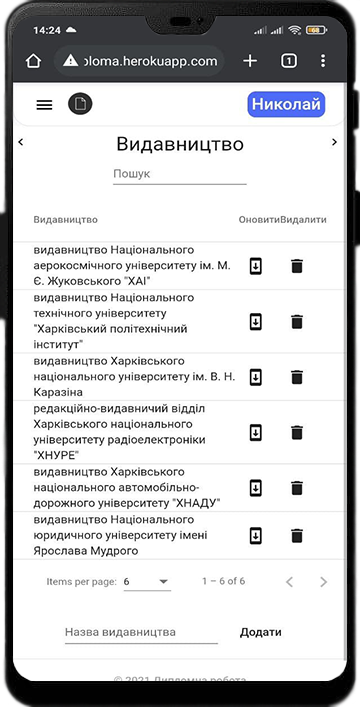 14:24
68
ploma.herokuapp.com
1
Николай
Видавництво
Пошук
Видавництво ОновитиВидалити
видавництво Національного
аерокосмічного університету ім. М.
Є. Жуковського "ХАІ"
видавництво Національного
технічного університету
"Харківський політехнічний
інститут"
видавництво Харківського
національного університету ім. В. Н.
Каразіна
редакційно-видавничий відділ
Харківського національного
університету радіоелектроніки
"ХНУРЕ"
видавництво Харківського
національного автомобільно-
дорожного університету "ХНАДУ"
видавництво Національного
юридичного університету імені
Ярослава Мудрого
Items per page: 6 1 – 6 of 6
Назва видавництва Додати
© 2021 Дипломна робота